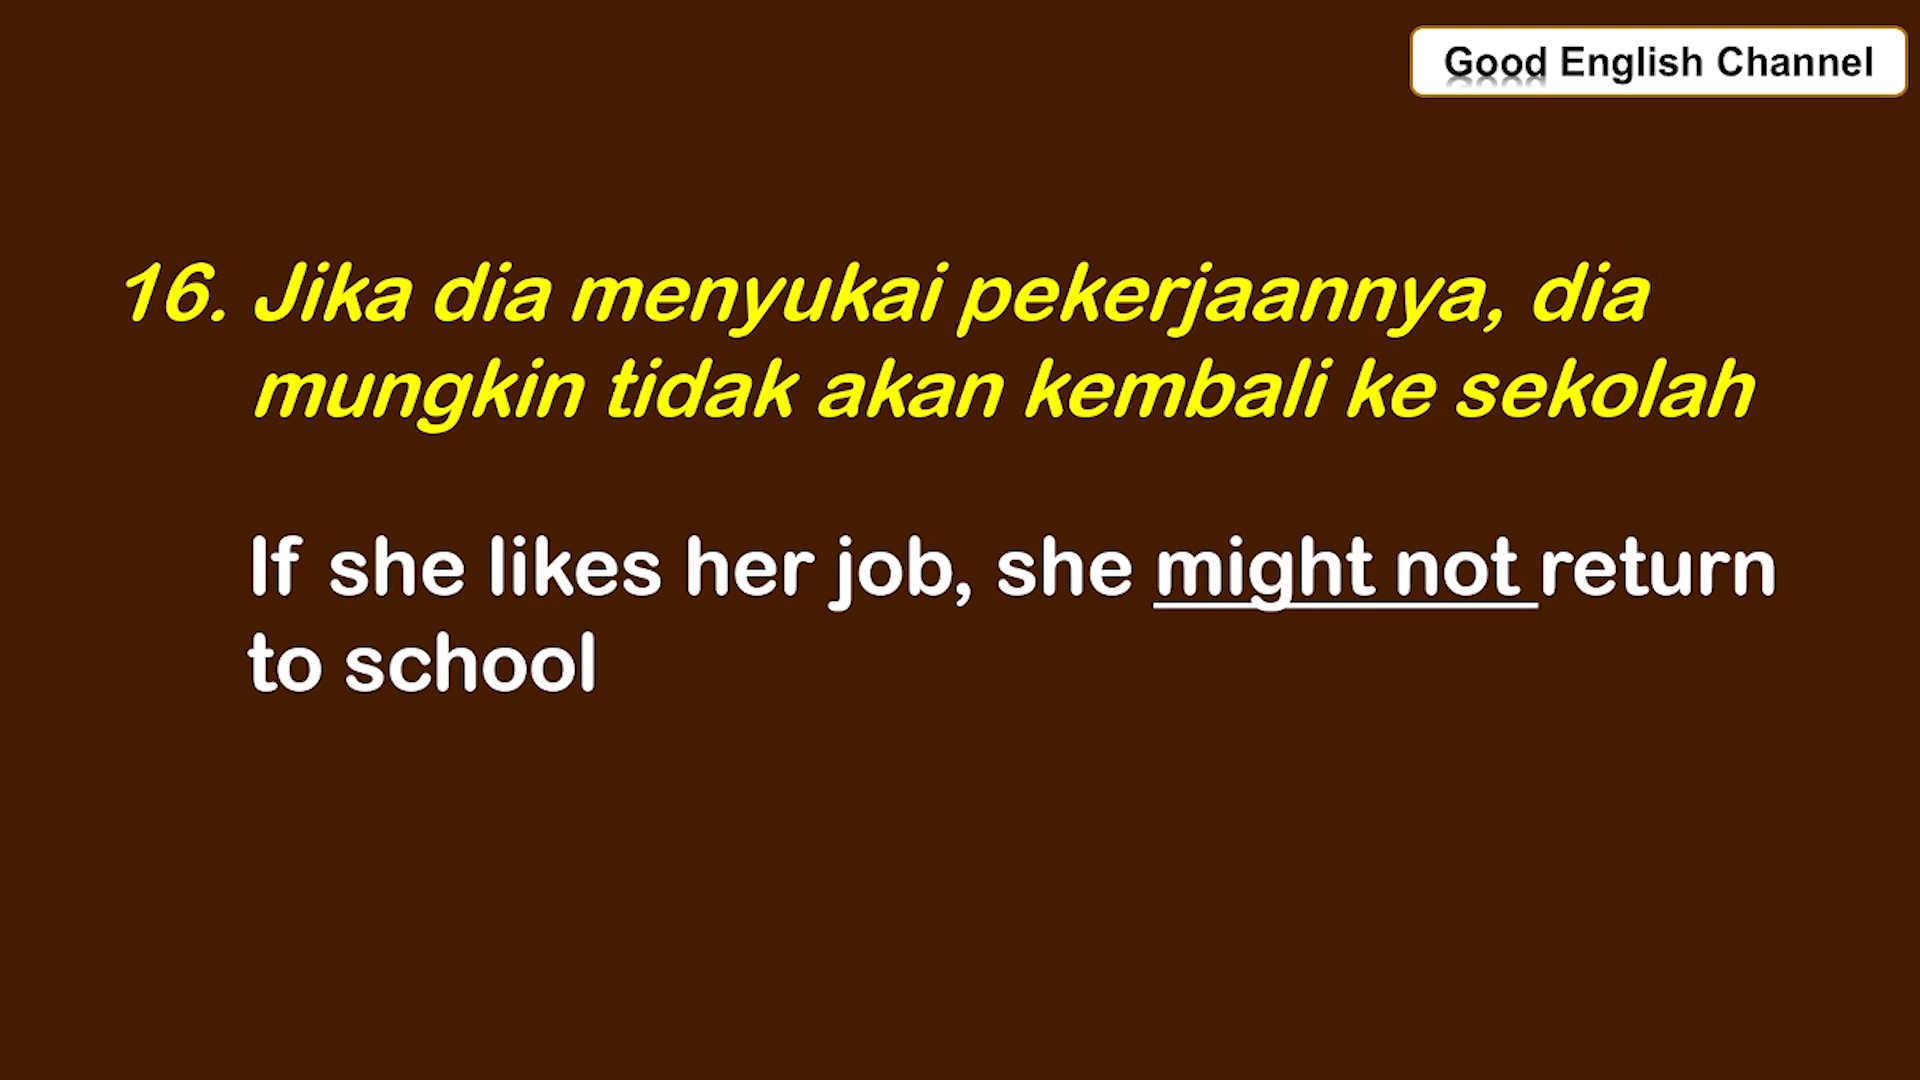 Good English Channel
16. Jika dia menyukai pekerjaannya, dia
mungkin tidak akan kembali ke sekolah
If she likes her job, she might not return
to school